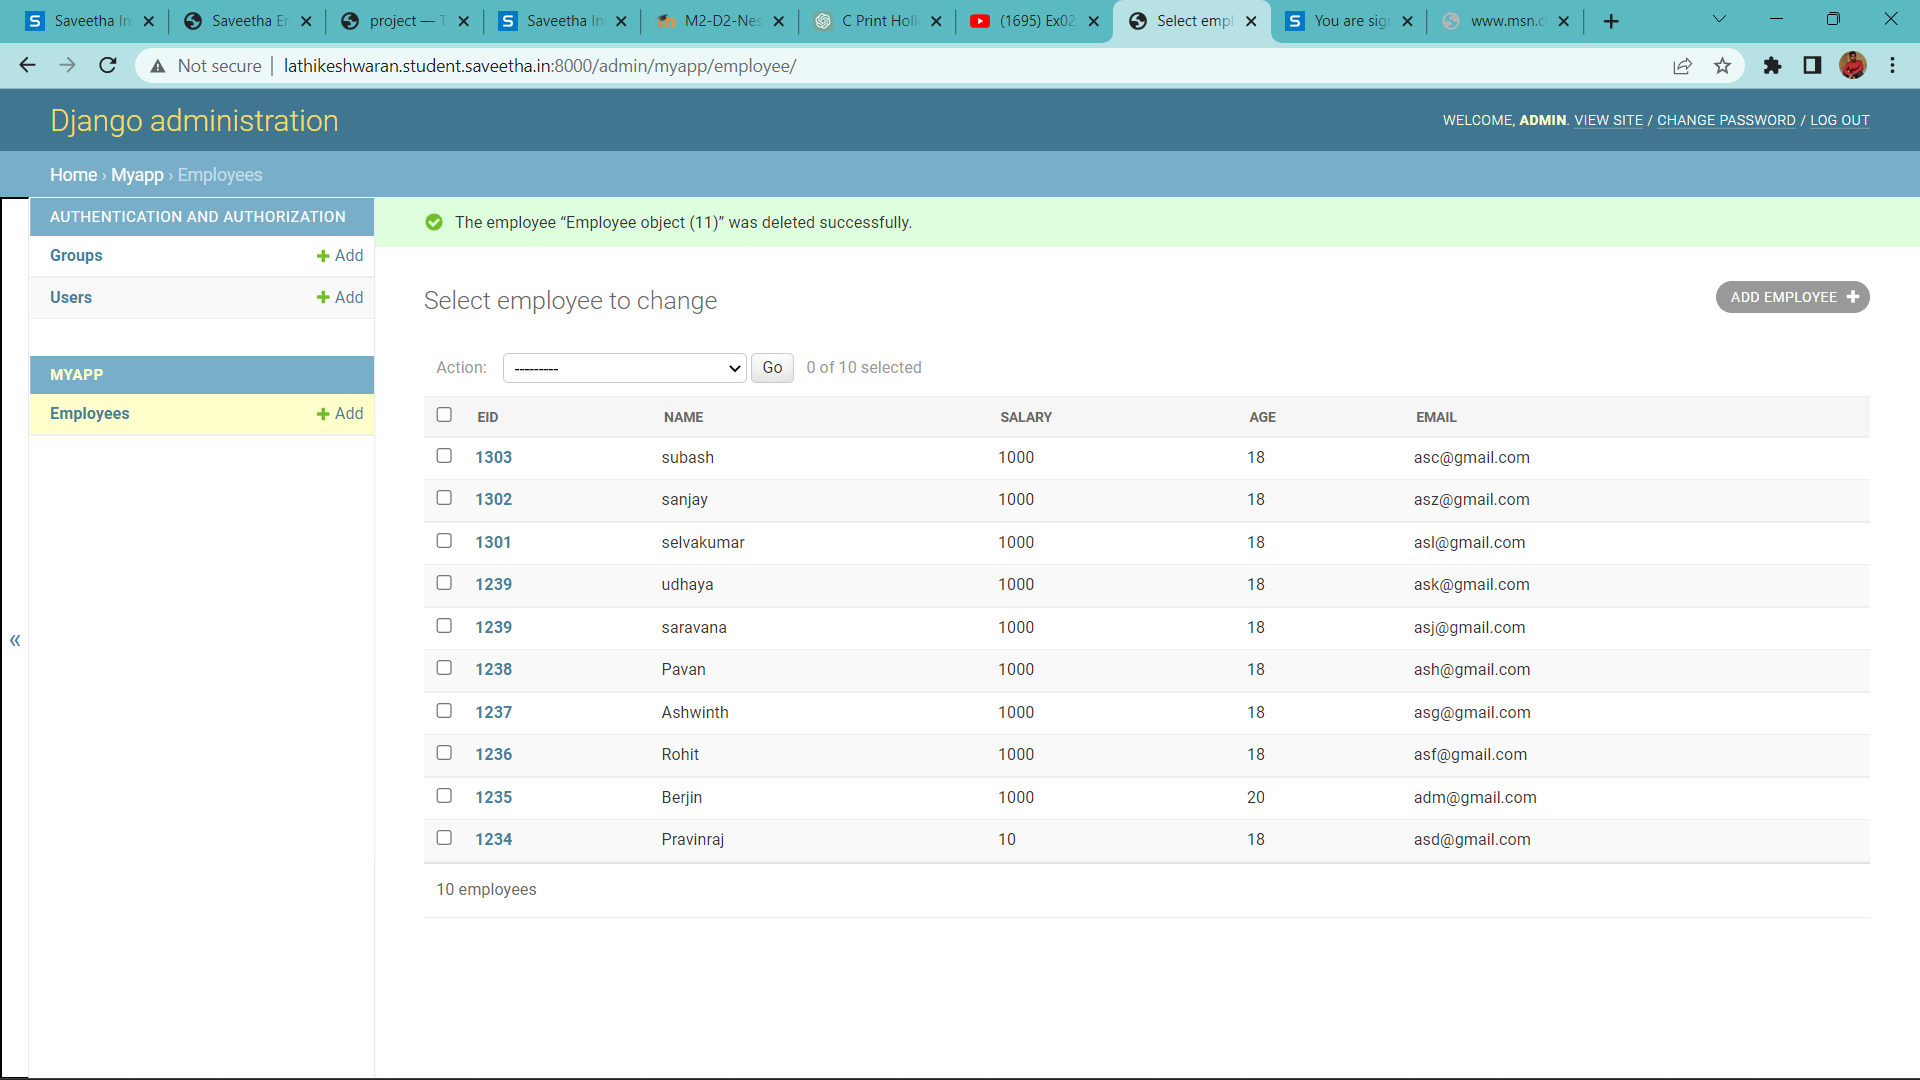 Saveetha In
Saveetha En
project — T
Saveetha In
M2-D2-Nes
C Print Holl
(1695) Ex02
Select empl
You are sig
www.msn.c
Not secure | lathikeshwaran.student.saveetha.in:8000/admin/myapp/employee/
Django administration
WELCOME, ADMIN. VIEW SITE / CHANGE PASSWORD / LOG OUT
Home › Myapp › Employees
AUTHENTICATION AND AUTHORIZATION
Groups + Add
Users + Add
MYAPP
Employees + Add
«
The employee “Employee object (11)” was deleted successfully.
Select employee to change
ADD EMPLOYEE +
Action: --------- Go 0 of 10 selected
EID NAME SALARY AGE EMAIL
1303 subash 1000 18 asc@gmail.com
1302 sanjay 1000 18 asz@gmail.com
1301 selvakumar 1000 18 asl@gmail.com
1239 udhaya 1000 18 ask@gmail.com
1239 saravana 1000 18 asj@gmail.com
1238 Pavan 1000 18 ash@gmail.com
1237 Ashwinth 1000 18 asg@gmail.com
1236 Rohit 1000 18 asf@gmail.com
1235 Berjin 1000 20 adm@gmail.com
1234 Pravinraj 10 18 asd@gmail.com
10 employees